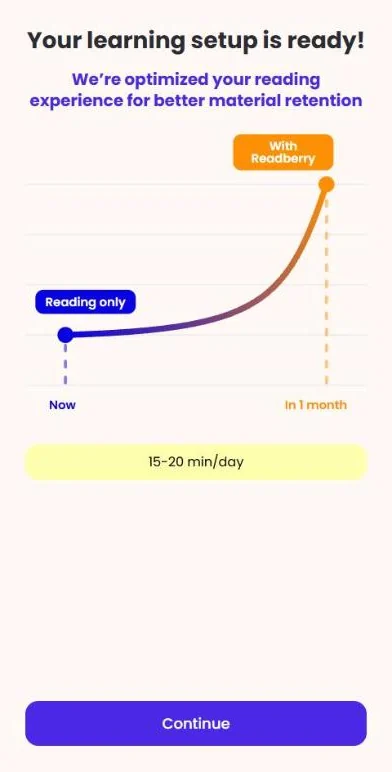 Your learning setup is ready!
We're optimized your reading
experience for better material retention
With
Readberry
Reading only
Now
In 1 month
15-20 min/day
Continue